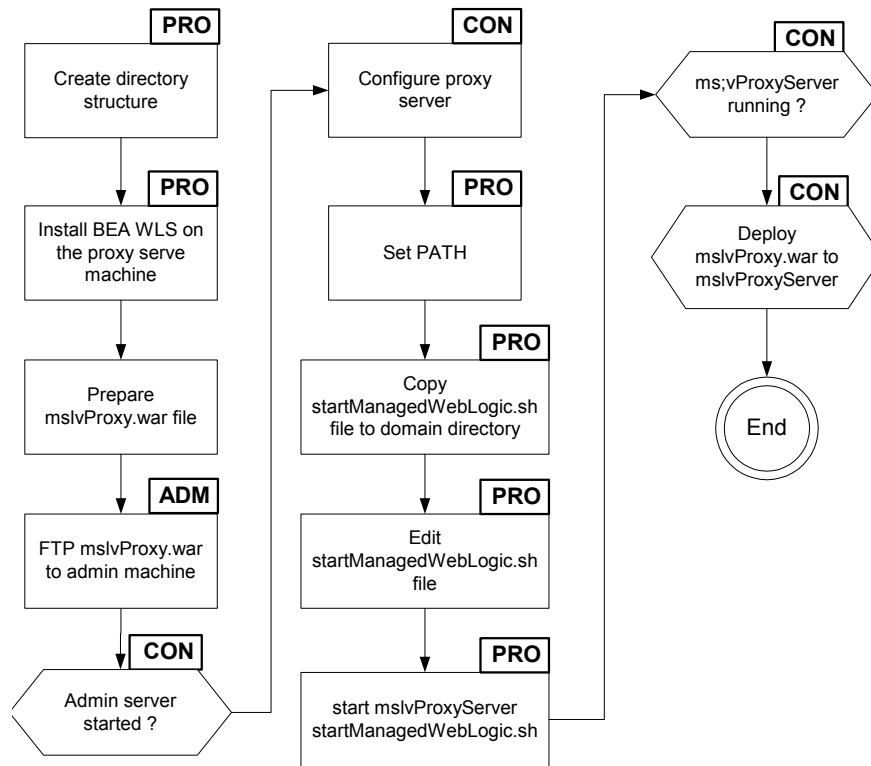 PRO
Create directory
structure
PRO
Install BEA WLS on
the proxy serve
machine
Prepare
mslvProxy.war file
ADM
FTP mslvProxy.war
to admin machine
CON
Admin server
started ?
CON
Configure proxy
server
PRO
Set PATH
PRO
Copy
startManagedWebLogic.sh
file to domain directory
PRO
Edit
startManagedWebLogic.sh
file
PRO
start mslvProxyServer
startManagedWebLogic.sh
CON
ms;vProxyServer
running ?
CON
Deploy
mslvProxy.war to
mslvProxyServer
End